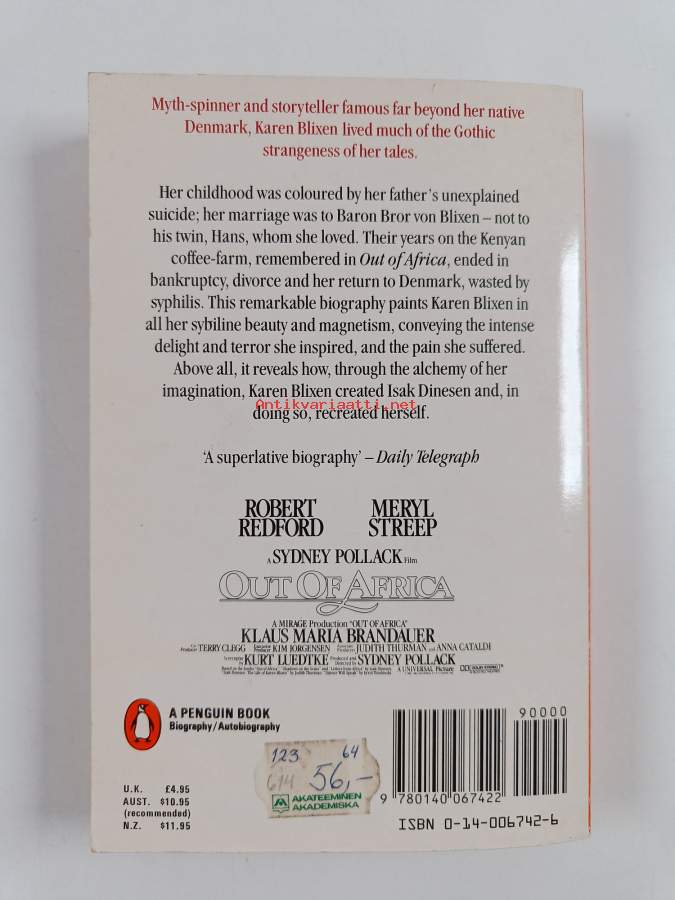 Myth-spinner and storyteller famous far beyond her native
Denmark, Karen Blixen lived much of the Gothic
strangeness of her tales.
Her childhood was coloured by her father's unexplained
suicide; her marriage was to Baron Bror von Blixen – not to
his twin, Hans, whom she loved. Their years on the Kenyan
coffee-farm, remembered in Out of Africa, ended in
bankruptcy, divorce and her return to Denmark, wasted by
syphilis. This remarkable biography paints Karen Blixen in
all her sybiline beauty and magnetism, conveying the intense
delight and terror she inspired, and the pain she suffered.
Above all, it reveals how, through the alchemy of her
imagination, Karen Blixen created Isak Dinesen and, in
Antikvariaatti.net
doing so, recreated herself.
'A superlative biography' – Daily Telegraph
ROBERT REDFORD MERYL STREEP
A SYDNEY POLLACK Film
OUT OF AFRICA
A MIRAGE Production "OUT OF AFRICA"
KLAUS MARIA BRANDAUER
TERRY CLEGG KIM JORGENSEN JUDITH THURMAN and ANNA CATALDI
KURT LUEDTKE SYDNEY POLLACK A UNIVERSAL Picture
A PENGUIN BOOK
Biography/Autobiography
U.K. £4.95
AUST. $10.95
(recommended)
N.Z. $11.95
123 64
614 56,-
AKATEEMINEN
AKADEMISKA
90000
9 780140 067422
ISBN 0-14-006742-6